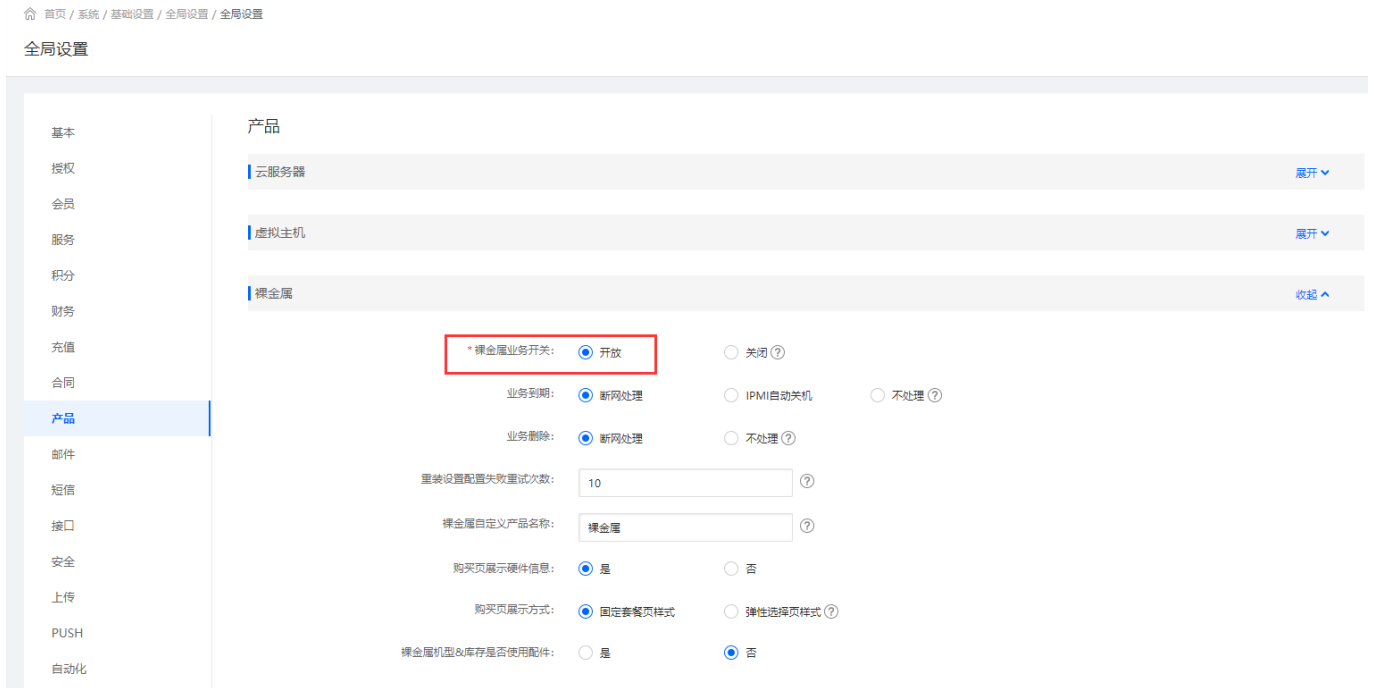 首页 / 系统 / 基础设置 / 全局设置 / 全局设置
全局设置
基本
授权
会员
服务
积分
财务
充值
合同
产品
邮件
短信
接口
安全
上传
PUSH
自动化
产品
云服务器 展开
虚拟主机 展开
裸金属 收起
* 裸金属业务开关: 开放 关闭 ?
业务到期: 断网处理 IPMI自动关机 不处理 ?
业务删除: 断网处理 不处理 ?
重装设置配置失败重试次数: 10 ?
裸金属自定义产品名称: 裸金属 ?
购买页展示硬件信息: 是 否
购买页展示方式: 固定套餐页样式 弹性选择页样式 ?
裸金属机型&库存是否使用配件: 是 否